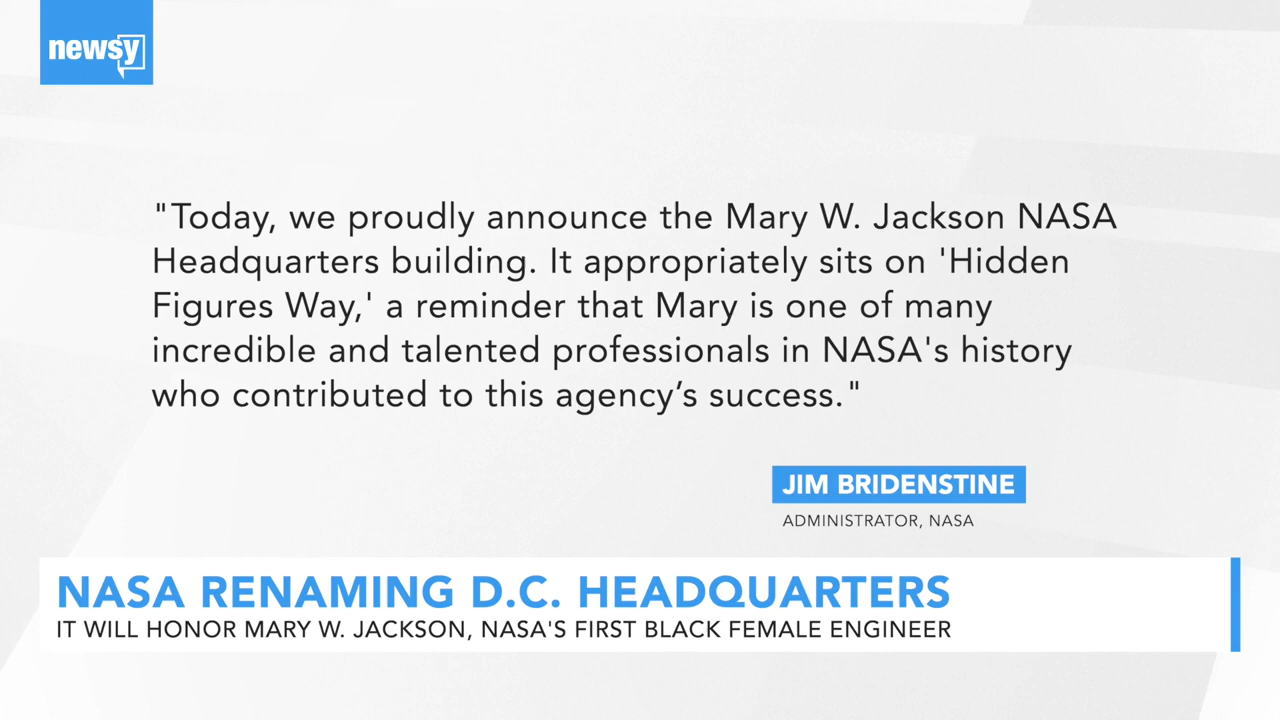 newsy
"Today, we proudly announce the Mary W. Jackson NASA
Headquarters building. It appropriately sits on 'Hidden
Figures Way,' a reminder that Mary is one of many
incredible and talented professionals in NASA's history
who contributed to this agency’s success."
JIM BRIDENSTINE
ADMINISTRATOR, NASA
NASA RENAMING D.C. HEADQUARTERS
IT WILL HONOR MARY W. JACKSON, NASA'S FIRST BLACK FEMALE ENGINEER